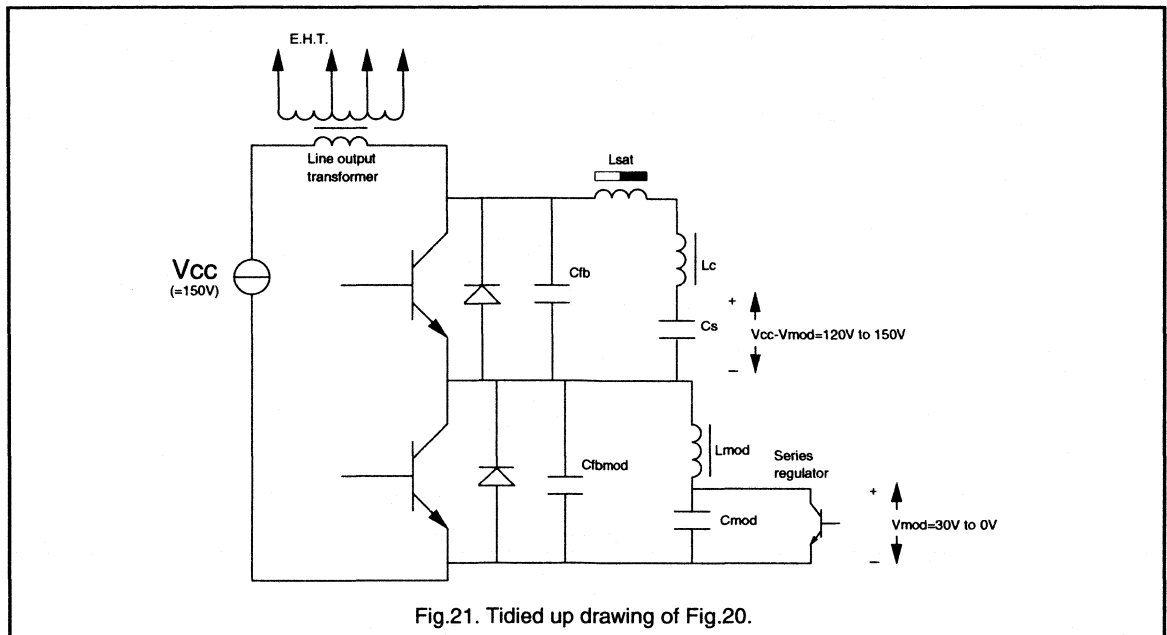 E.H.T.
Line output
transformer
Lsat
Vcc
(=150V)
Cfb
Lc
+
Cs
Vcc-Vmod=120V to 150V
–
Cfbmod
Lmod
Series
regulator
+
Cmod
Vmod=30V to 0V
–
Fig.21. Tidied up drawing of Fig.20.